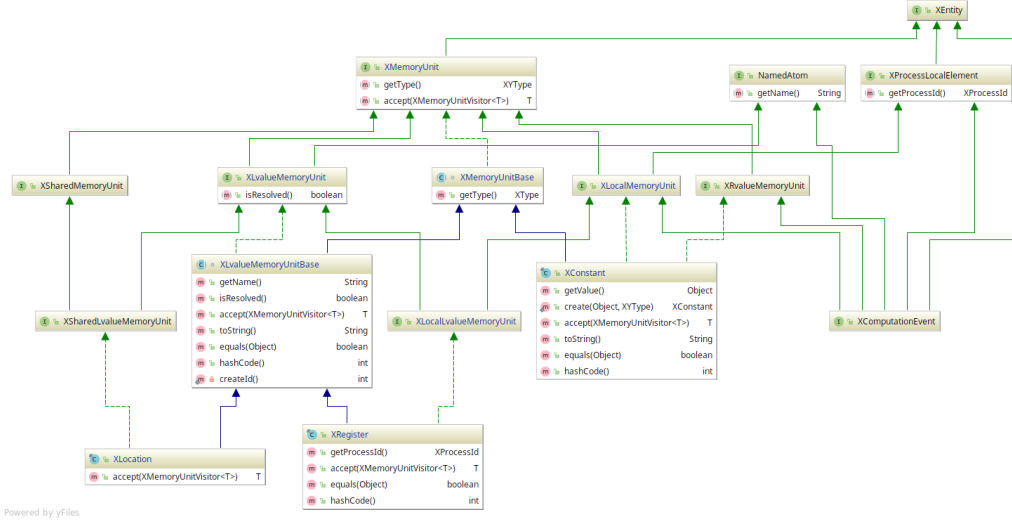 XEntity
XMemoryUnit
getType() XYType
accept(XMemoryUnitVisitor<T>) T
NamedAtom
getName() String
XProcessLocalElement
getProcessId() XProcessId
XSharedMemoryUnit
XLvalueMemoryUnit
isResolved() boolean
XMemoryUnitBase
getType() XType
XLocalMemoryUnit
XRvalueMemoryUnit
XLvalueMemoryUnitBase
getName() String
isResolved() boolean
accept(XMemoryUnitVisitor<T>) T
toString() String
equals(Object) boolean
hashCode() int
createId() int
XConstant
getValue() Object
create(Object, XYType) XConstant
accept(XMemoryUnitVisitor<T>) T
toString() String
equals(Object) boolean
hashCode() int
XSharedLvalueMemoryUnit
XLocalLvalueMemoryUnit
XComputationEvent
XLocation
accept(XMemoryUnitVisitor<T>) T
XRegister
getProcessId() XProcessId
accept(XMemoryUnitVisitor<T>) T
equals(Object) boolean
hashCode() int
Powered by yFiles